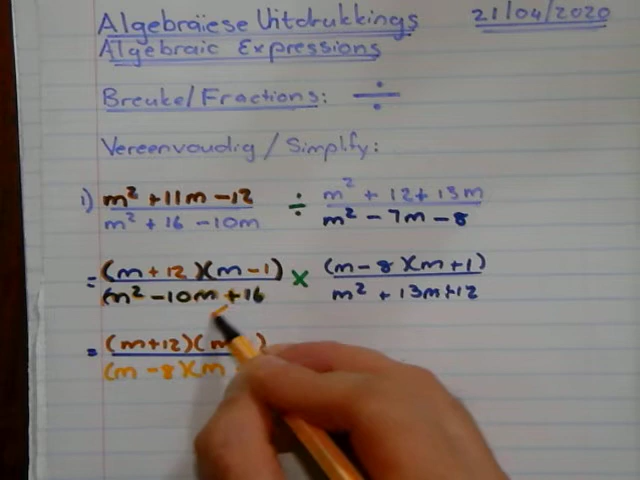 Algebraïese Uitdrukkings 21/04/2020
Algebraic Expressions
Breuke/Fractions: ÷
Vereenvoudig / Simplfy:
1) m² + 11m - 12 / m² + 16 - 10m ÷ m² + 12 + 13m / m² - 7m - 8
= (m + 12)(m - 1) / (m² - 10m + 16 × (m - 8)(m + 1) / m² + 13m + 12
= (m + 12)(m ) / (m - 8)(m